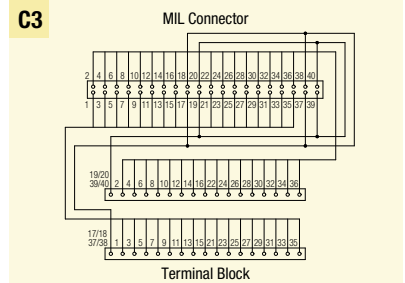 C3
MIL Connector
2 4 6 8 10 12 14 16 18 20 22 24 26 28 30 32 34 36 38 40
1 3 5 7 9 11 13 15 17 19 21 23 25 27 29 31 33 35 37 39
19/20
39/40 2 4 6 8 10 12 14 16 22 24 26 28 30 32 34 36
17/18
37/38 1 3 5 7 9 11 13 15 21 23 25 27 29 31 33 35
Terminal Block